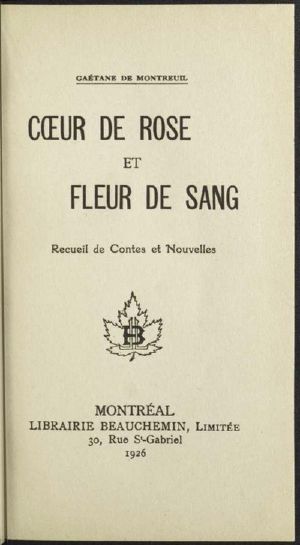 GAÉTANE DE MONTREUIL
CŒUR DE ROSE
ET
FLEUR DE SANG
Recueil de Contes et Nouvelles
B
MONTRÉAL
LIBRAIRIE BEAUCHEMIN, LIMITÉE
30, Rue St-Gabriel
1926